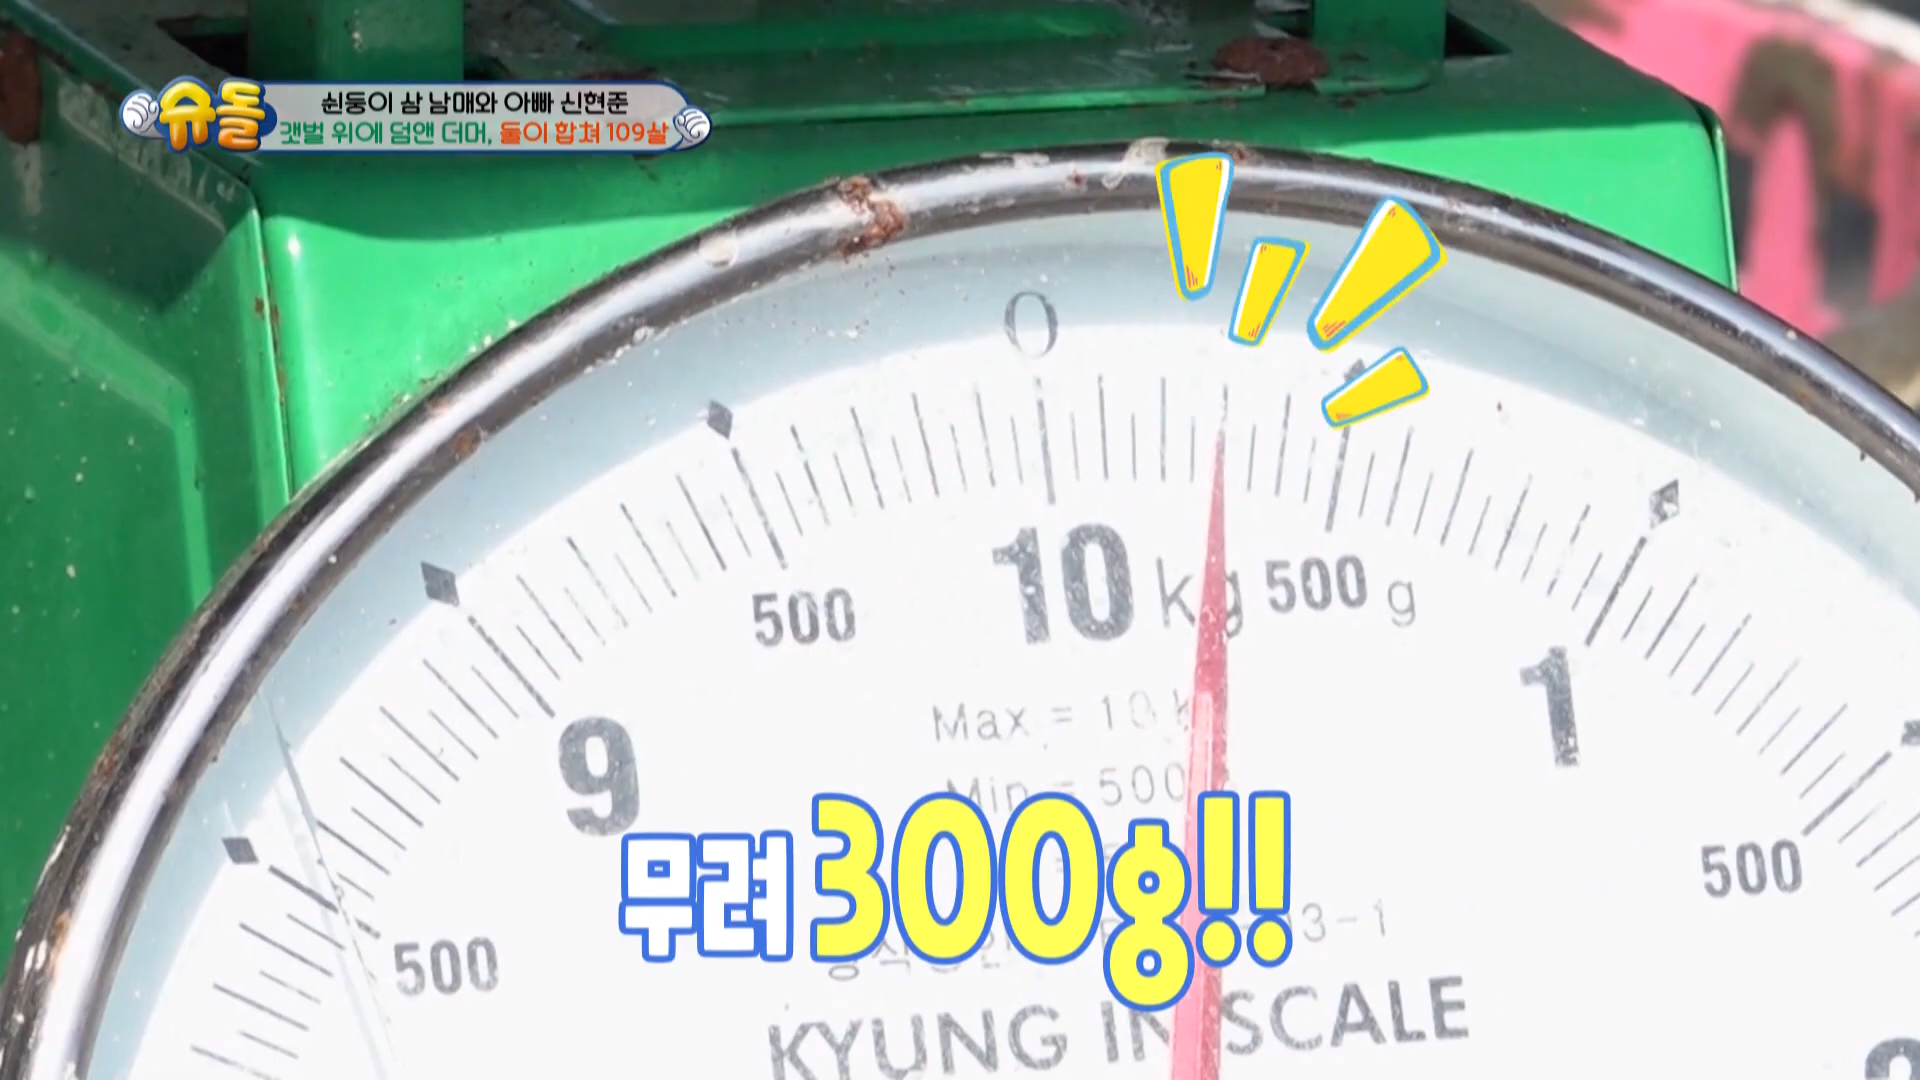 슈돌
쉰둥이 삼 남매와 아빠 신현준
갯벌 위에 덤앤 더머, 둘이 합쳐 109살
0
500 10 kg 500 g
9 1
Max = 10 k
Min = 500
무려 300g!!
500
500
13-1
KYUNG IN SCALE